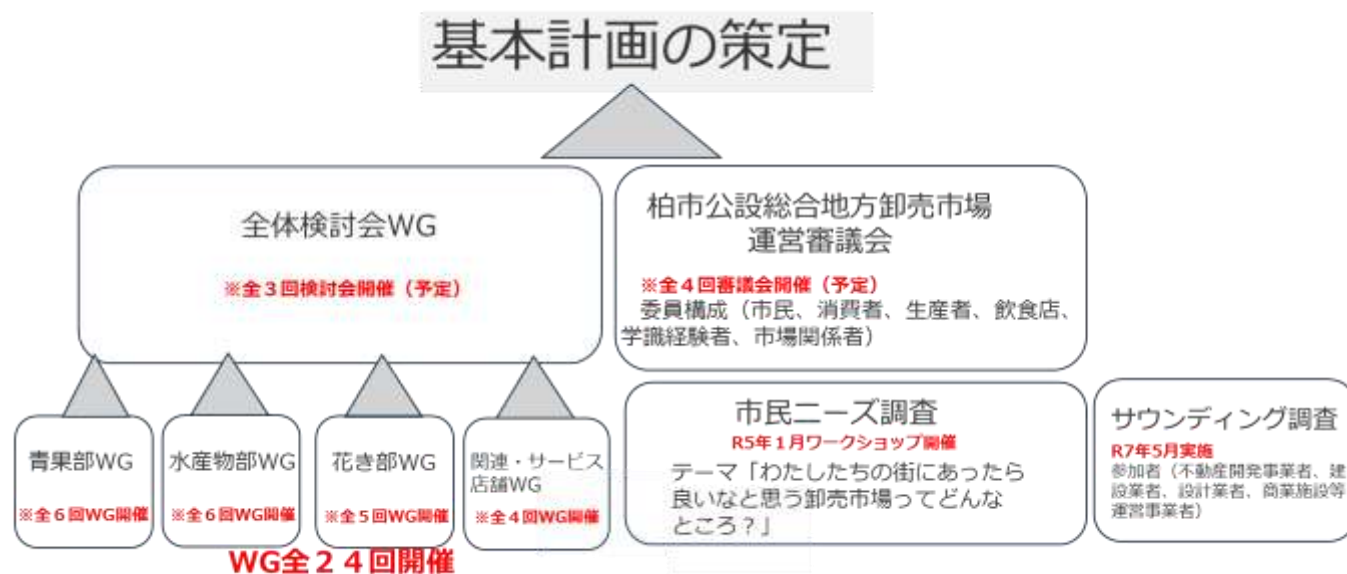 基本計画の策定
全体検討会WG
※全３回検討会開催（予定）
柏市公設総合地方卸売市場
運営審議会
※全４回審議会開催（予定）
委員構成（市民、消費者、生産者、飲食店、
学識経験者、市場関係者）
青果部WG
※全６回WG開催
水産物部WG
※全６回WG開催
花き部WG
※全５回WG開催
関連・サービス
店舗WG
※全４回WG開催
WG全２４回開催
市民ニーズ調査
R5年１月ワークショップ開催
テーマ「わたしたちの街にあったら
良いなと思う卸売市場ってどんな
ところ？」
サウンディング調査
R7年5月実施
参加者（不動産開発事業者、建
設業者、設計業者、商業施設等
運営事業者）